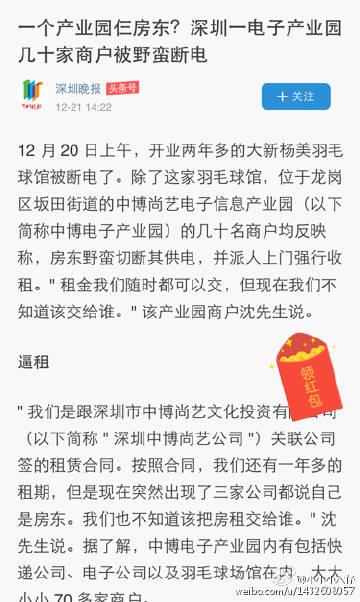 一个产业园仨房东？深圳一电子产业园
几十家商户被野蛮断电
深圳晚报 头条号
12-21 14:22
+ 关注
12 月 20 日上午，开业两年多的大新杨美羽毛
球馆被断电了。除了这家羽毛球馆，位于龙岗
区坂田街道的中博尚艺电子信息产业园（以下
简称中博电子产业园）的几十名商户均反映
称，房东野蛮切断其供电，并派人上门强行收
租。" 租金我们随时都可以交，但现在我们不
知道该交给谁。" 该产业园商户沈先生说。
领红包
逼租
" 我们是跟深圳市中博尚艺文化投资有公司
（以下简称 " 深圳中博尚艺公司 "）关联公司
签的租赁合同。按照合同，我们还有一年多的
租期，但是现在突然出现了三家公司都说自己
是房东。我们也不知道该把房租交给谁。" 沈
先生说。据了解，中博电子产业园内有包括快
递公司、电子公司以及羽毛球场馆在内，大大
小小 70 多家商户。
weibo.com/u/1432608057